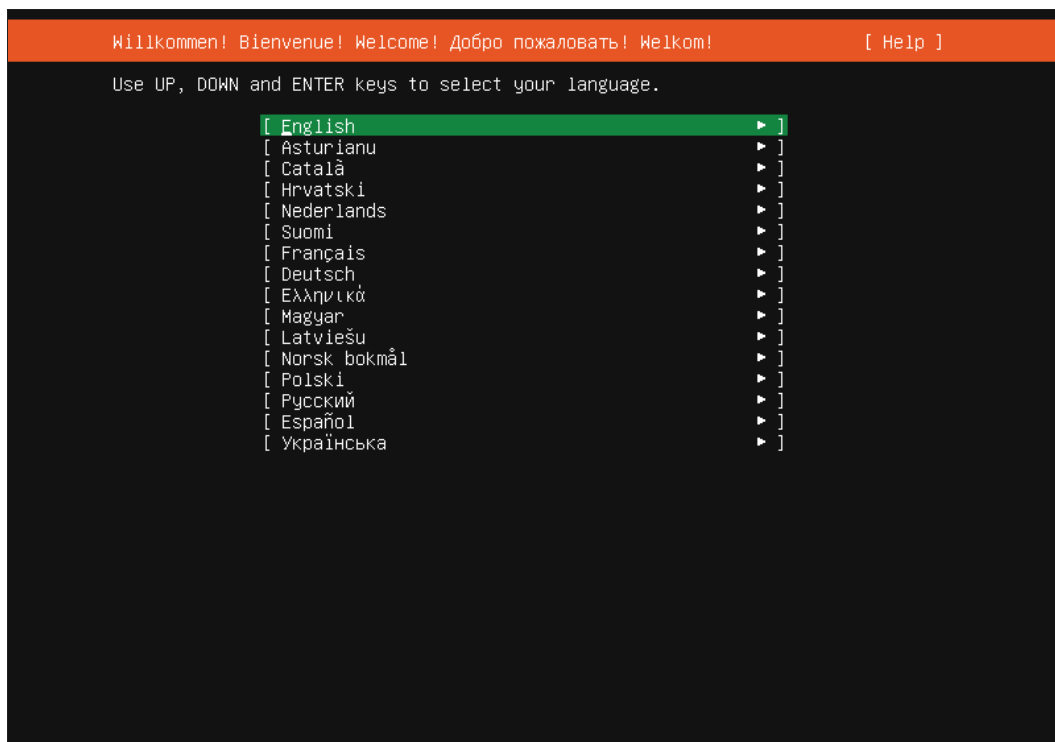 Willkommen! Bienvenue! Welcome! Добро пожаловать! Welkom! [ Help ]
Use UP, DOWN and ENTER keys to select your language.
[ English ► ]
[ Asturianu ► ]
[ Català ► ]
[ Hrvatski ► ]
[ Nederlands ► ]
[ Suomi ► ]
[ Français ► ]
[ Deutsch ► ]
[ Ελληνικά ► ]
[ Magyar ► ]
[ Latviešu ► ]
[ Norsk bokmål ► ]
[ Polski ► ]
[ Русский ► ]
[ Español ► ]
[ Українська ► ]